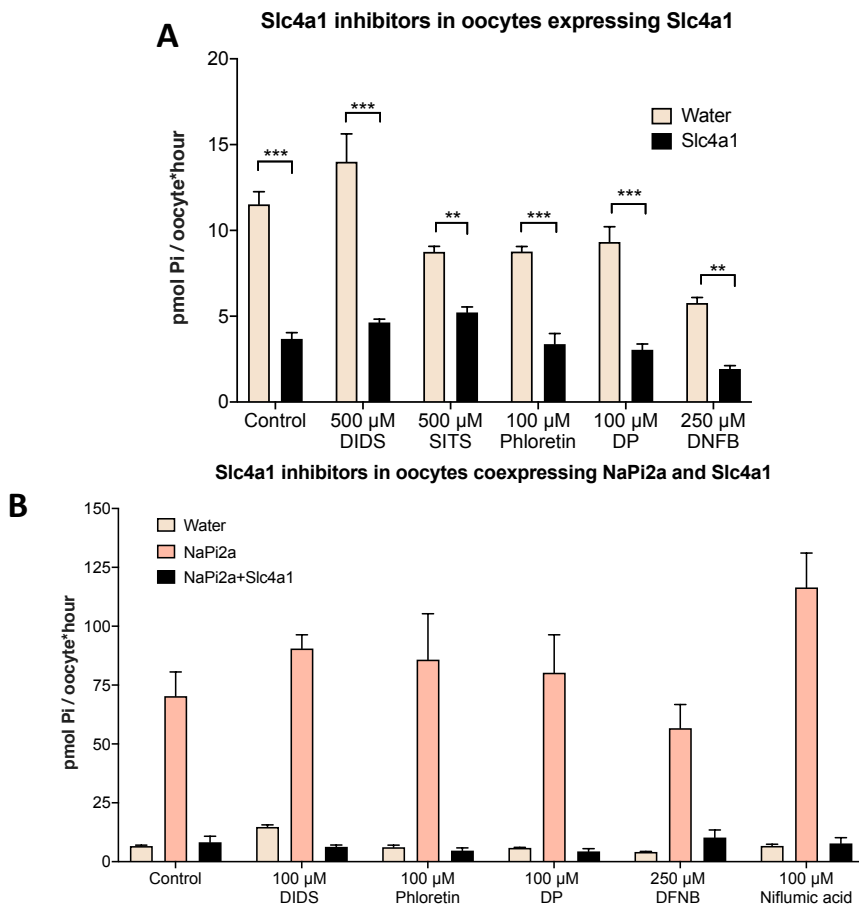 A
Slc4a1 inhibitors in oocytes expressing Slc4a1
pmol Pi / oocyte*hour
20
15
10
5
0
Water
Slc4a1
***
***
**
***
***
**
Control
500 µM
DIDS
500 µM
SITS
100 µM
Phloretin
100 µM
DP
250 µM
DNFB
Slc4a1 inhibitors in oocytes coexpressing NaPi2a and Slc4a1
B
pmol Pi / oocyte*hour
150
125
100
75
50
25
0
Water
NaPi2a
NaPi2a+Slc4a1
Control
100 µM
DIDS
100 µM
Phloretin
100 µM
DP
250 µM
DFNB
100 µM
Niflumic acid